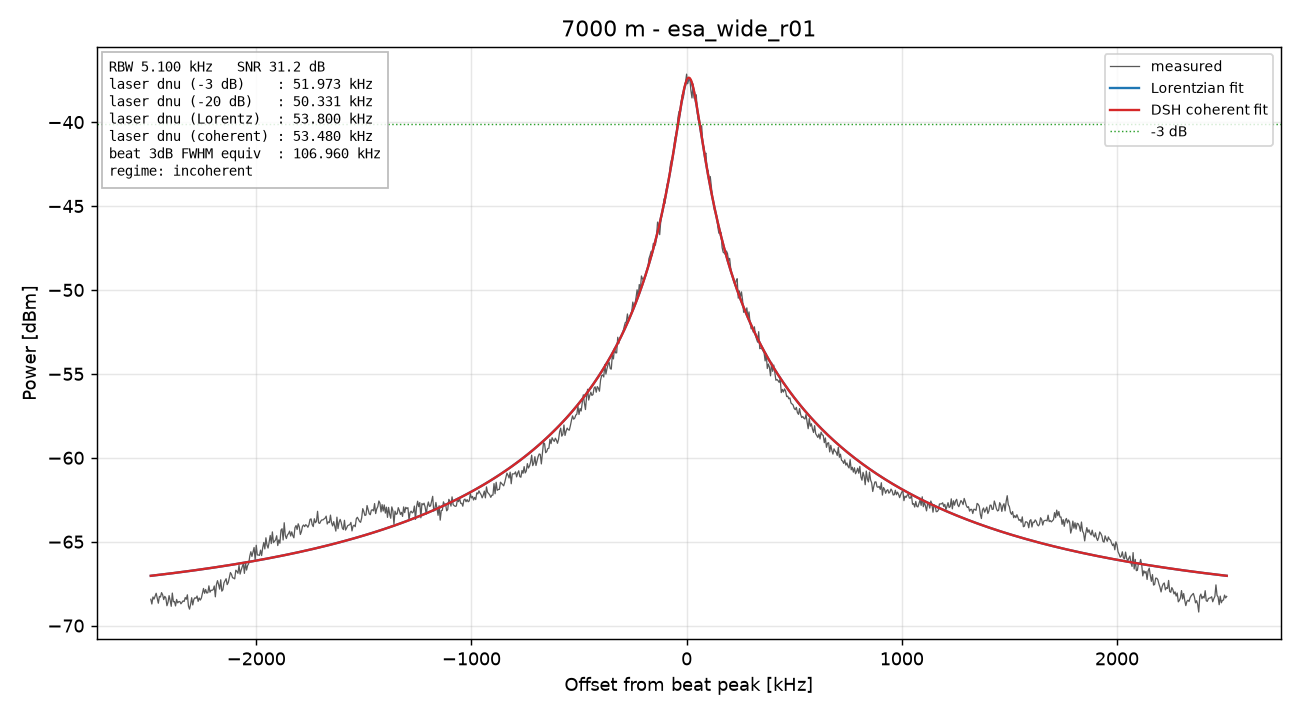 7000 m - esa_wide_r01
RBW 5.100 kHz   SNR 31.2 dB
laser dnu (-3 dB)    : 51.973 kHz
laser dnu (-20 dB)   : 50.331 kHz
laser dnu (Lorentz)  : 53.800 kHz
laser dnu (coherent) : 53.480 kHz
beat 3dB FWHM equiv  : 106.960 kHz
regime: incoherent
measured
Lorentzian fit
DSH coherent fit
-3 dB
Power [dBm]
−40
−45
−50
−55
−60
−65
−70
−2000
−1000
0
1000
2000
Offset from beat peak [kHz]